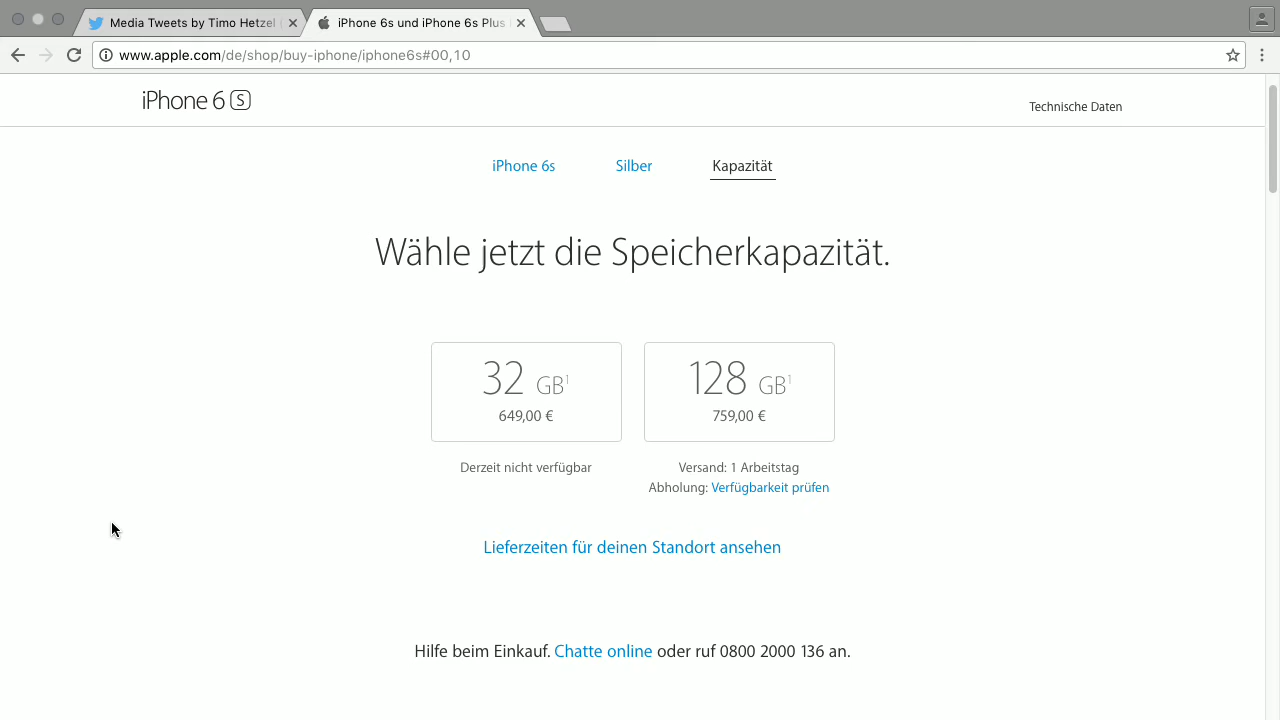 Media Tweets by Timo Hetzel
iPhone 6s und iPhone 6s Plus
www.apple.com/de/shop/buy-iphone/iphone6s#00,10
iPhone 6 S
Technische Daten
iPhone 6s
Silber
Kapazität
Wähle jetzt die Speicherkapazität.
32 GB¹
649,00 €
Derzeit nicht verfügbar
128 GB¹
759,00 €
Versand: 1 Arbeitstag
Abholung: Verfügbarkeit prüfen
Lieferzeiten für deinen Standort ansehen
Hilfe beim Einkauf. Chatte online oder ruf 0800 2000 136 an.